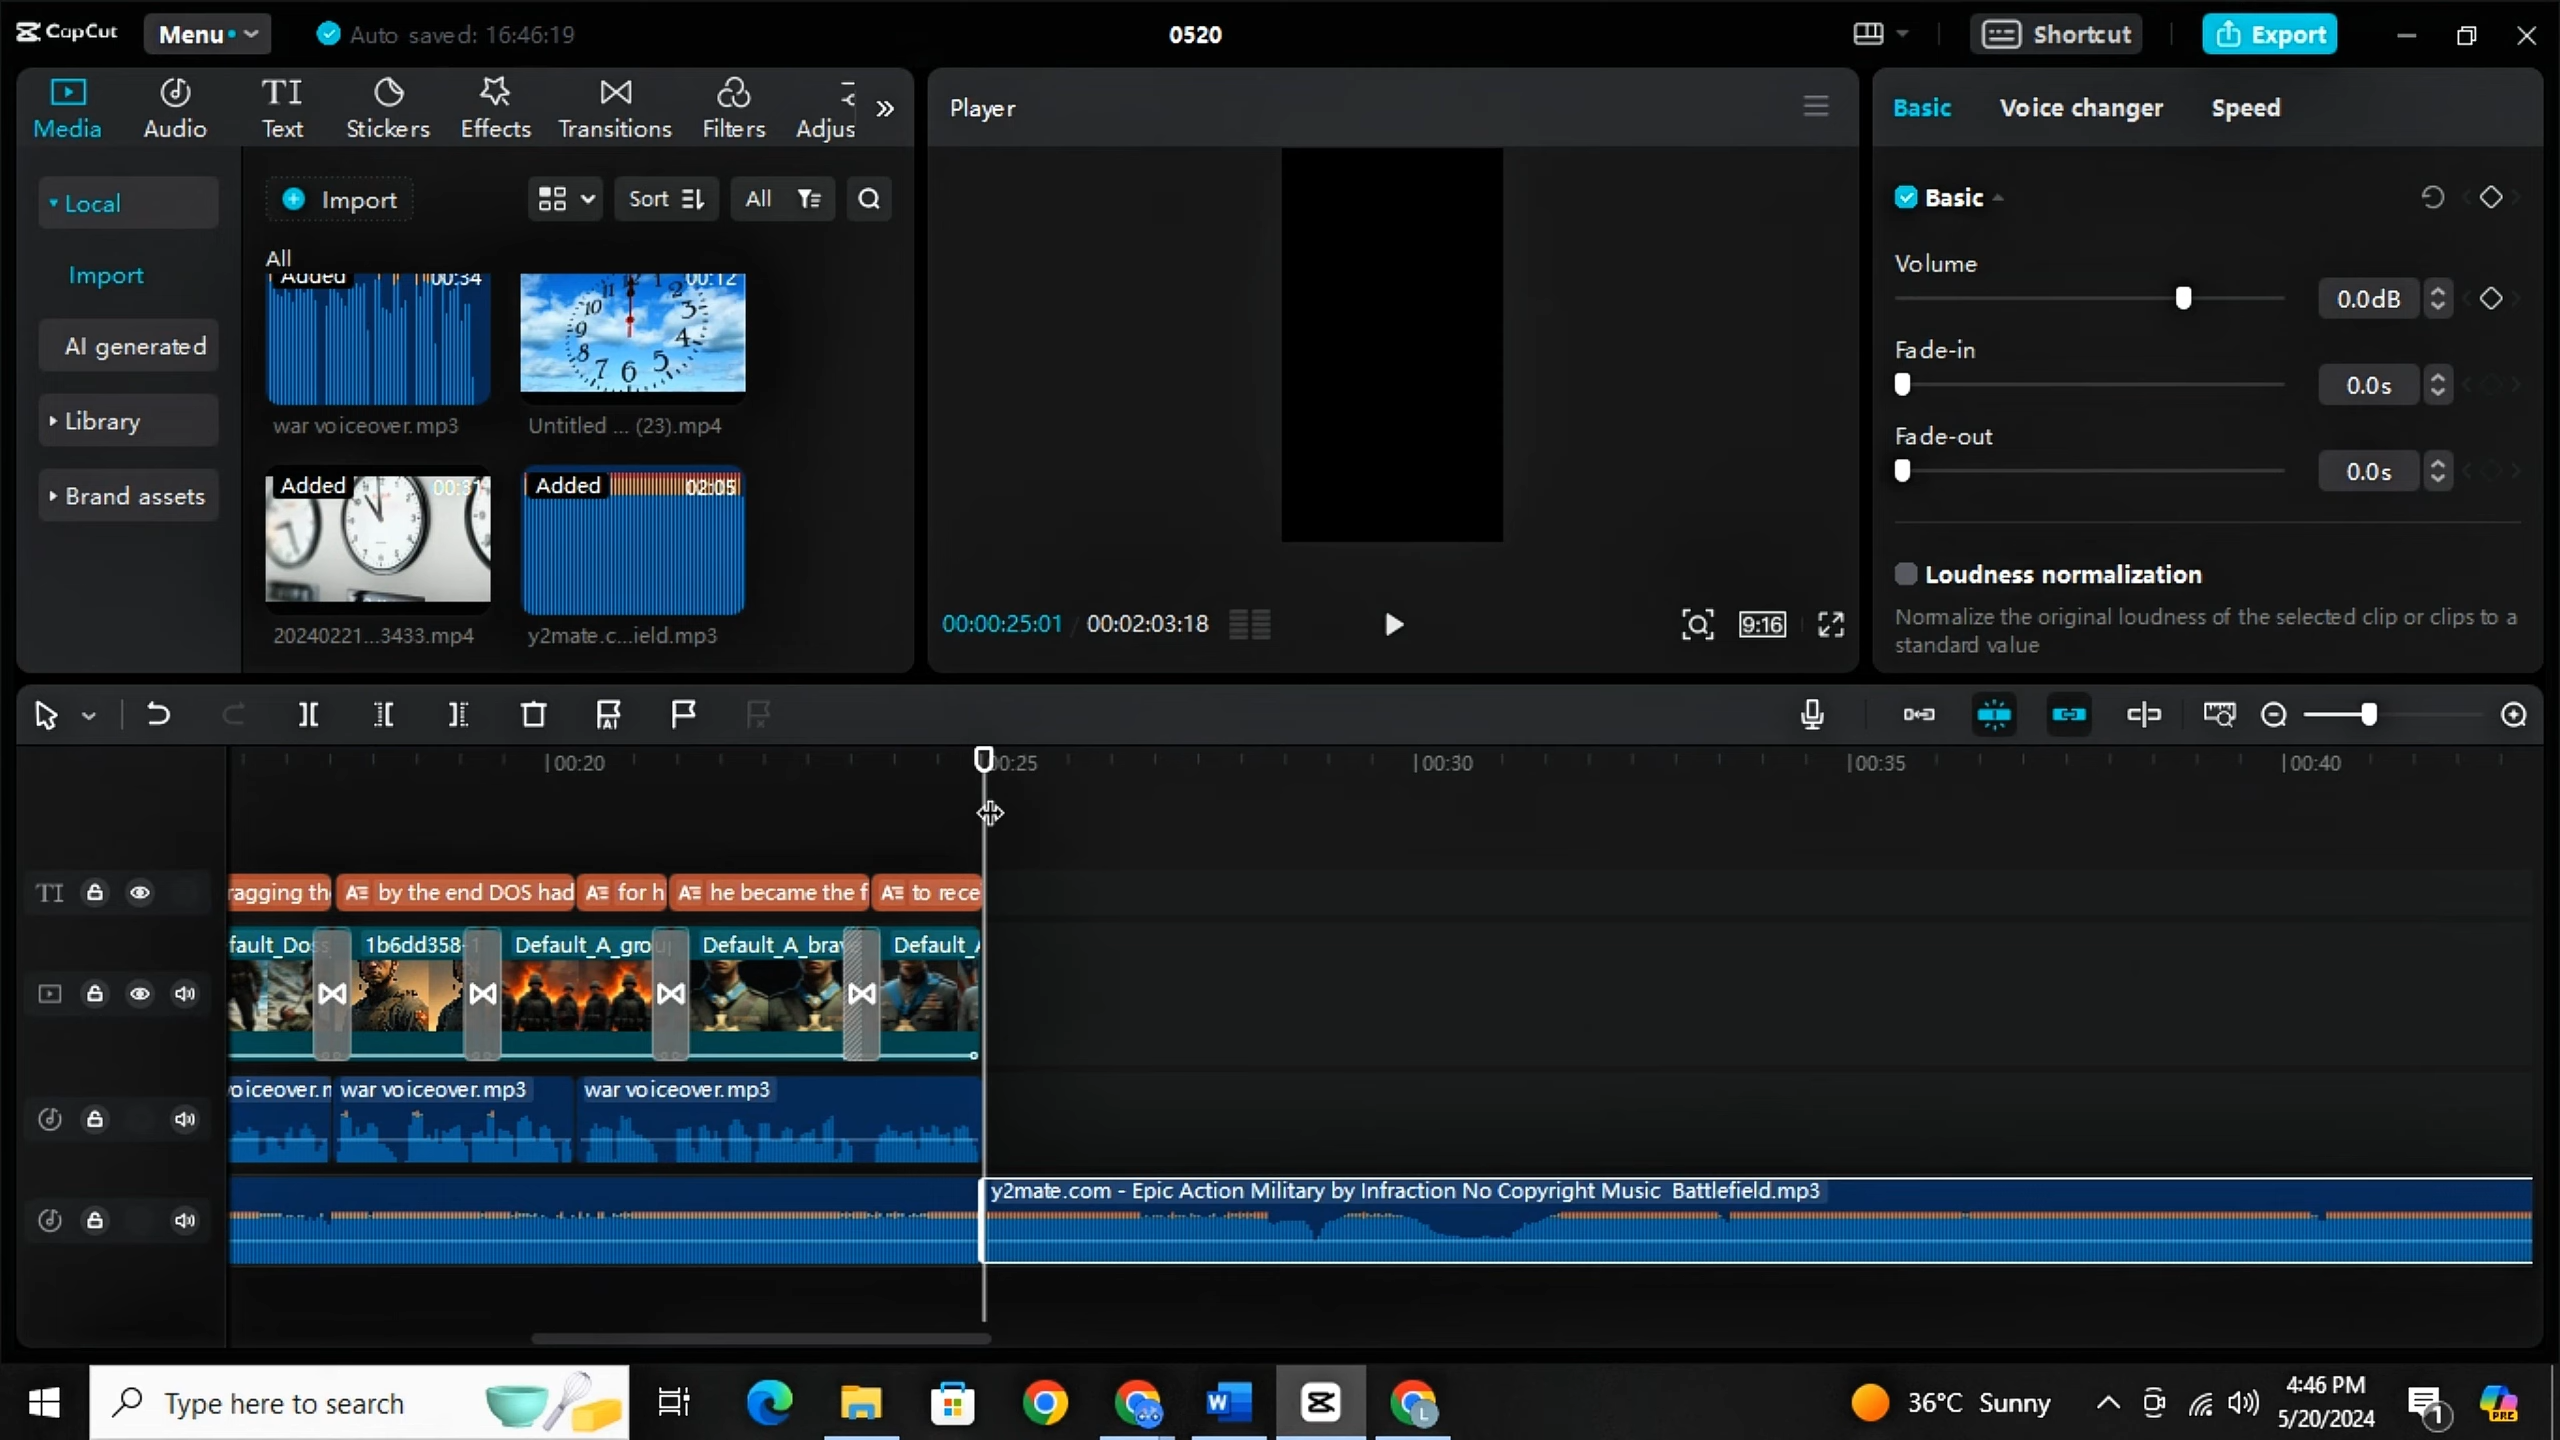 CapCut Menu Auto saved: 16:46:19 0520 Shortcut Export
Media Audio Text Stickers Effects Transitions Filters Adjus
Player
Basic Voice changer Speed
Local
Import
AI generated
Library
Brand assets
Import Sort All
All
Added 00:34
war voiceover.mp3
00:12
Untitled ... (23).mp4
Added 00:31
20240221...3433.mp4
Added 02:05
y2mate.c...ield.mp3
00:00:25:01 / 00:02:03:18
9:16
Basic
Volume
0.0dB
Fade-in
0.0s
Fade-out
0.0s
Loudness normalization
Normalize the original loudness of the selected clip or clips to a
standard value
00:20 00:25 00:30 00:35 00:40
ragging th by the end DOS had for h he became the f to rece
fault_Dos 1b6dd358-1 Default_A_grou Default_A_brav Default_A
voiceover.m war voiceover.mp3 war voiceover.mp3
y2mate.com - Epic Action Military by Infraction No Copyright Music Battlefield.mp3
Type here to search
36°C Sunny
4:46 PM
5/20/2024
1
PRE